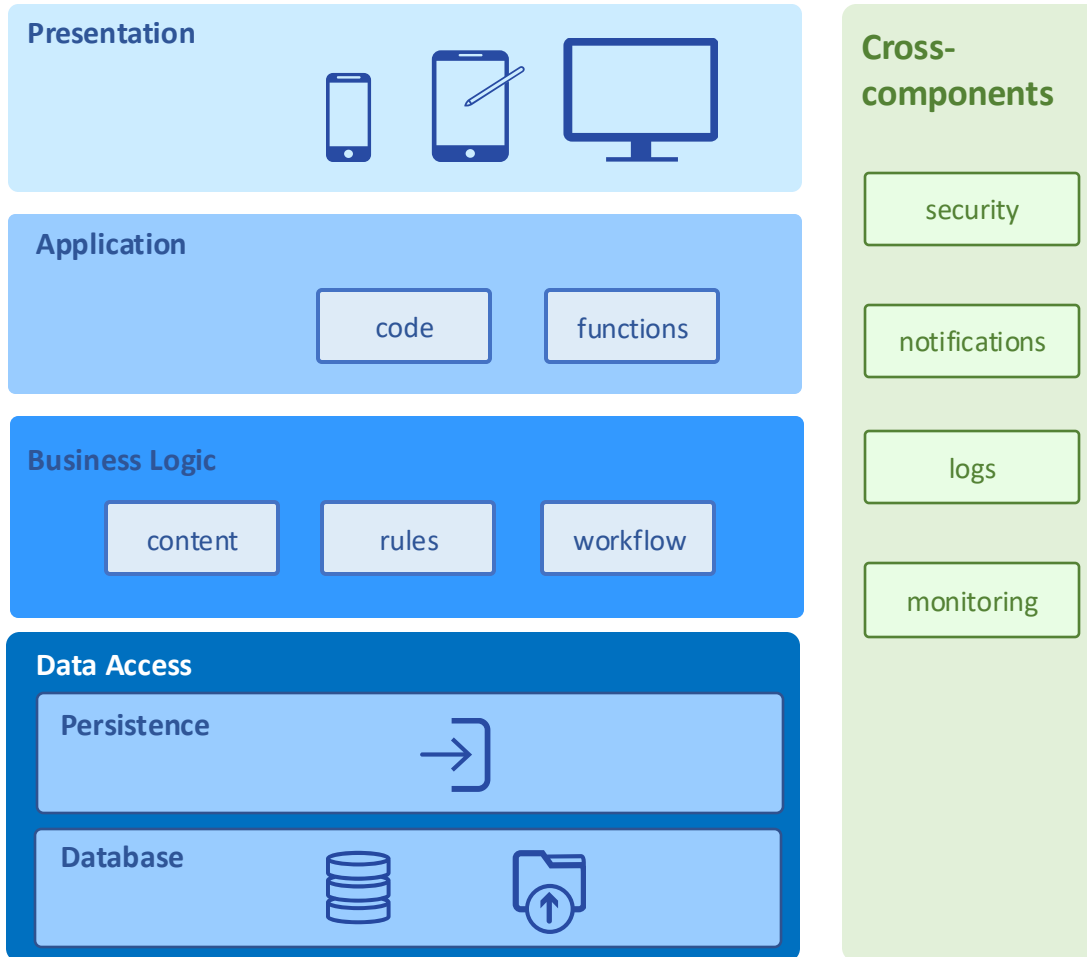 Presentation
Application
code
functions
Business Logic
content
rules
workflow
Data Access
Persistence
Database
Cross-
components
security
notifications
logs
monitoring